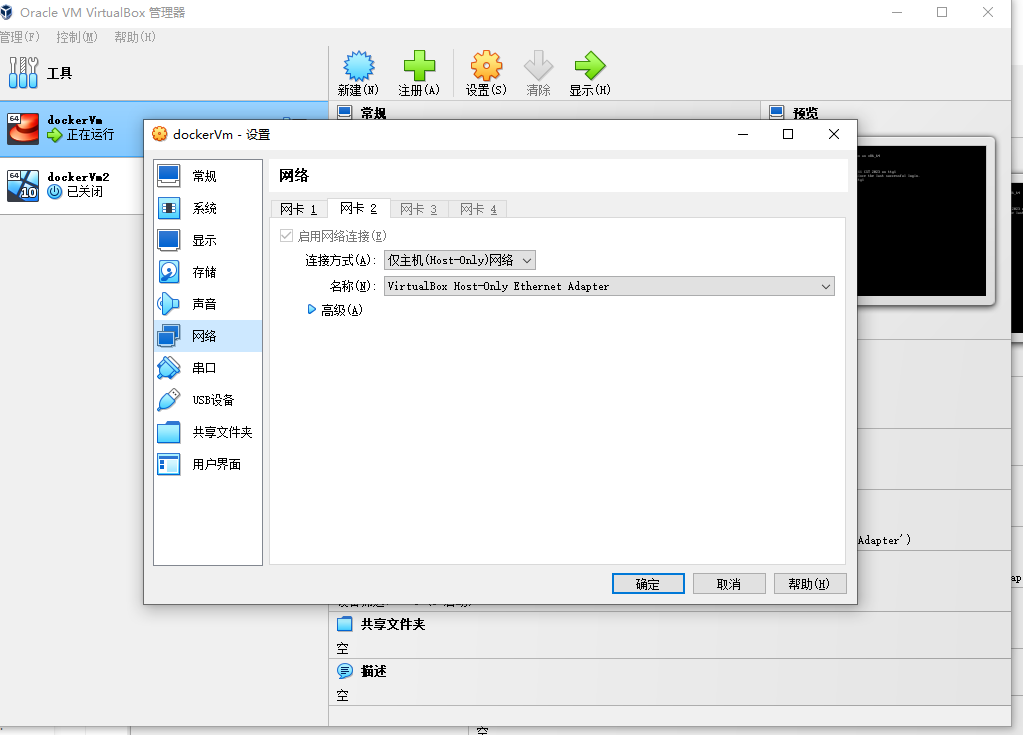 Oracle VM VirtualBox 管理器
管理(F) 控制(M) 帮助(H)
工具
新建(N) 注册(A) 设置(S) 清除 显示(H)
64 dockerVm
正在运行
64 10 dockerVm2
已关闭
常规
预览
dockerVm - 设置
常规
系统
显示
存储
声音
网络
串口
USB设备
共享文件夹
用户界面
网络
网卡 1 网卡 2 网卡 3 网卡 4
启用网络连接(E)
连接方式(A): 仅主机(Host-Only)网络
名称(N): VirtualBox Host-Only Ethernet Adapter
高级(A)
确定 取消 帮助(H)
Adapter')
共享文件夹
空
描述
空
空